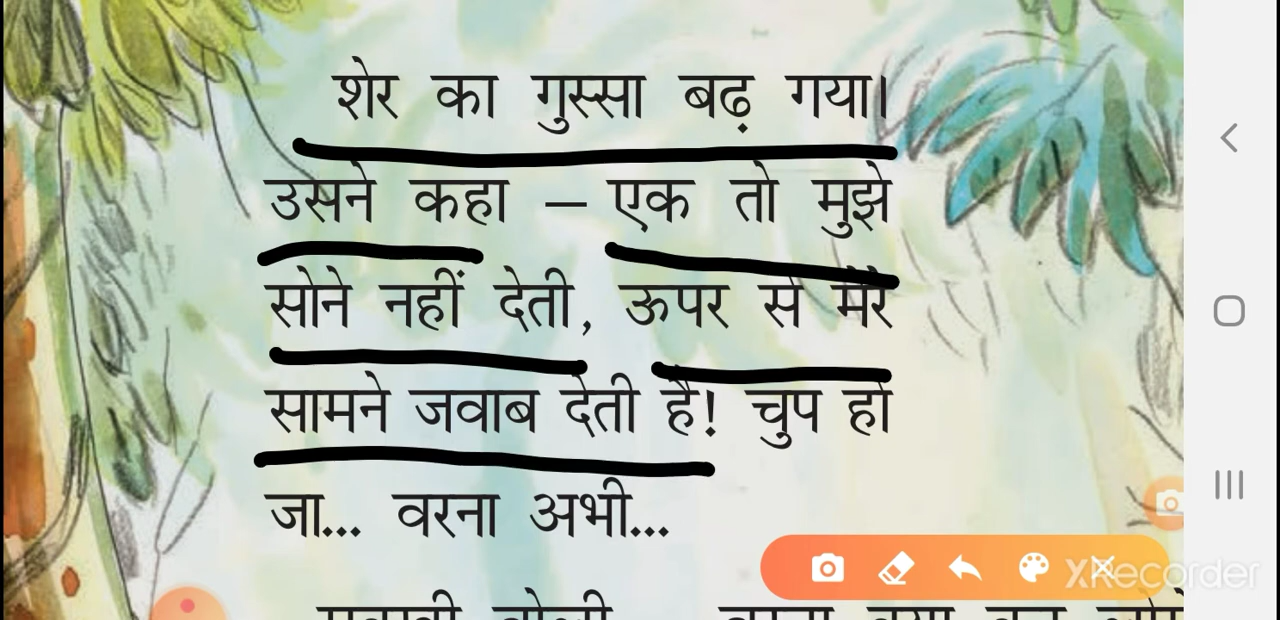 शेर का गुस्सा बढ़ गया।
उसने कहा – एक तो मुझे
सोने नहीं देती, ऊपर से मेरे
सामने जवाब देती है! चुप हो
जा... वरना अभी...
XRecorder